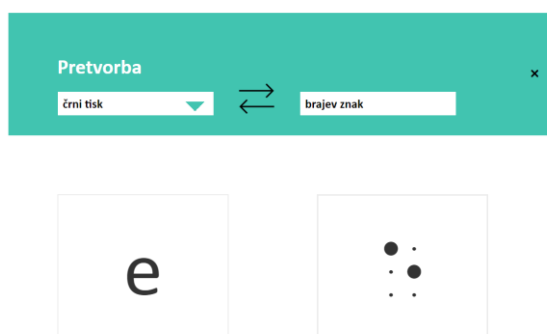 Pretvorba
črni tisk
brajev znak
e
⠑